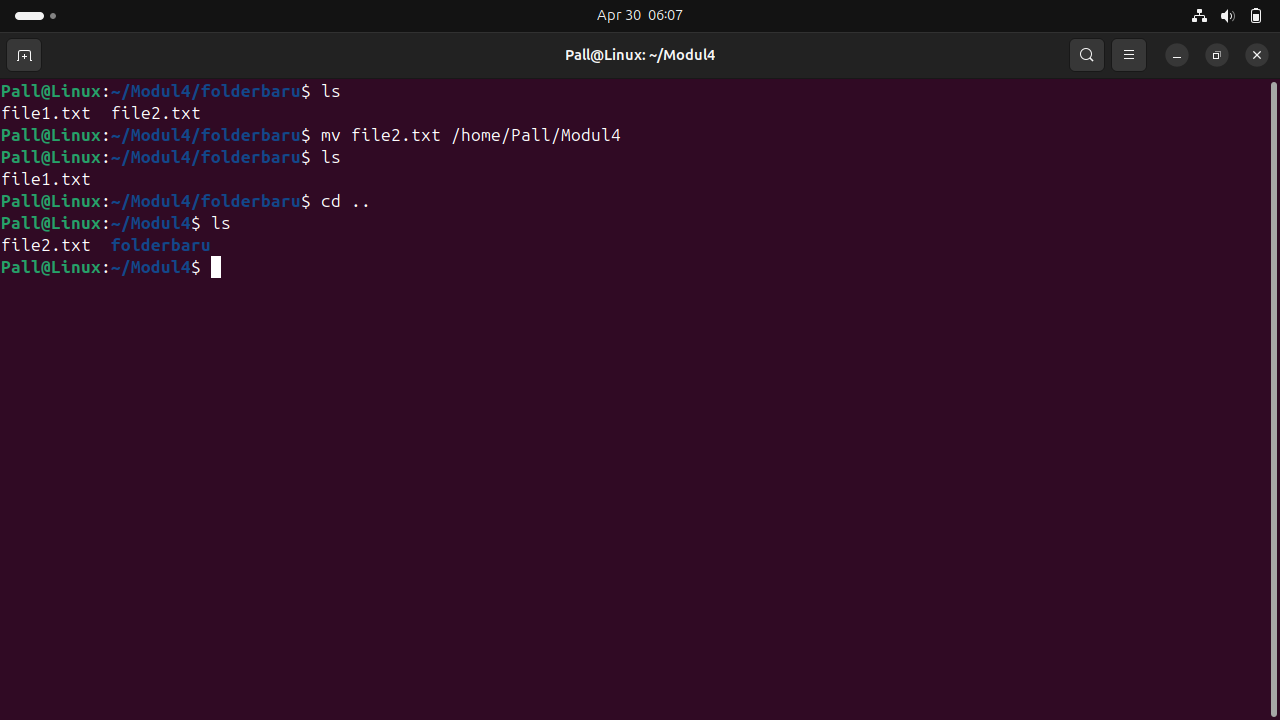 Apr 30  06:07
Pall@Linux: ~/Modul4
Pall@Linux:~/Modul4/folderbaru$ ls
file1.txt  file2.txt
Pall@Linux:~/Modul4/folderbaru$ mv file2.txt /home/Pall/Modul4
Pall@Linux:~/Modul4/folderbaru$ ls
file1.txt
Pall@Linux:~/Modul4/folderbaru$ cd ..
Pall@Linux:~/Modul4$ ls
file2.txt  folderbaru
Pall@Linux:~/Modul4$